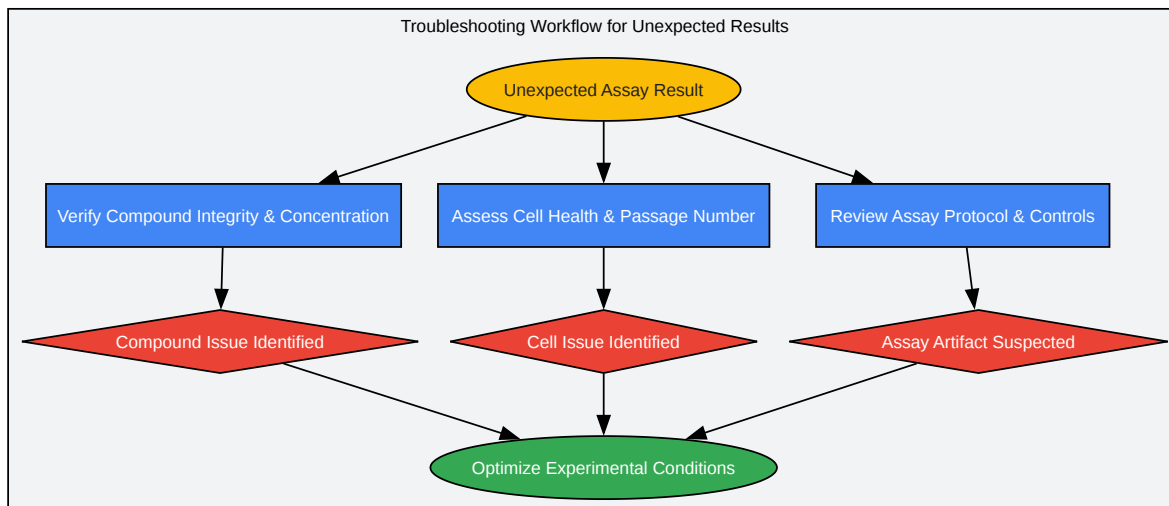 Troubleshooting Workflow for Unexpected Results
Unexpected Assay Result
Verify Compound Integrity & Concentration
Assess Cell Health & Passage Number
Review Assay Protocol & Controls
Compound Issue Identified
Cell Issue Identified
Assay Artifact Suspected
Optimize Experimental Conditions